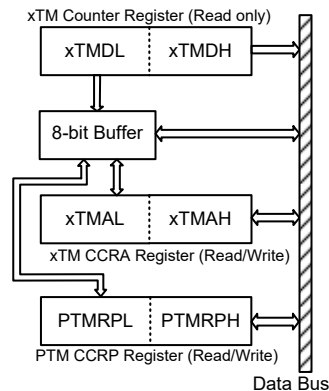 xTM Counter Register (Read only)
xTMDL xTMDH
8-bit Buffer
xTMAL xTMAH
xTM CCRA Register (Read/Write)
PTMRPL PTMRPH
PTM CCRP Register (Read/Write)
Data Bus